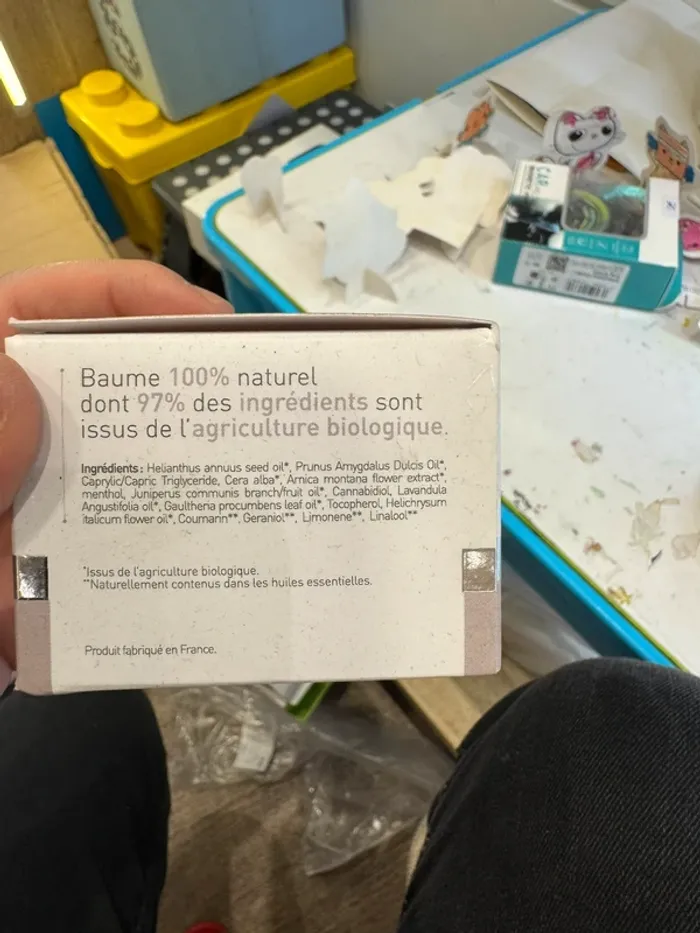 Baume 100% naturel
dont 97% des ingrédients sont
issus de l'agriculture biologique.
Ingrédients : Helianthus annuus seed oil*, Prunus Amygdalus Dulcis Oil*,
Caprylic/Capric Triglyceride, Cera alba*, Arnica montana flower extract*,
menthol, Juniperus communis branch/fruit oil*, Cannabidiol, Lavandula
Angustifolia oil*, Gaultheria procumbens leaf oil*, Tocopherol, Helichrysum
italicum flower oil*, Coumarin**, Geraniol**, Limonene**, Linalool**
*Issus de l'agriculture biologique.
**Naturellement contenus dans les huiles essentielles.
Produit fabriqué en France.